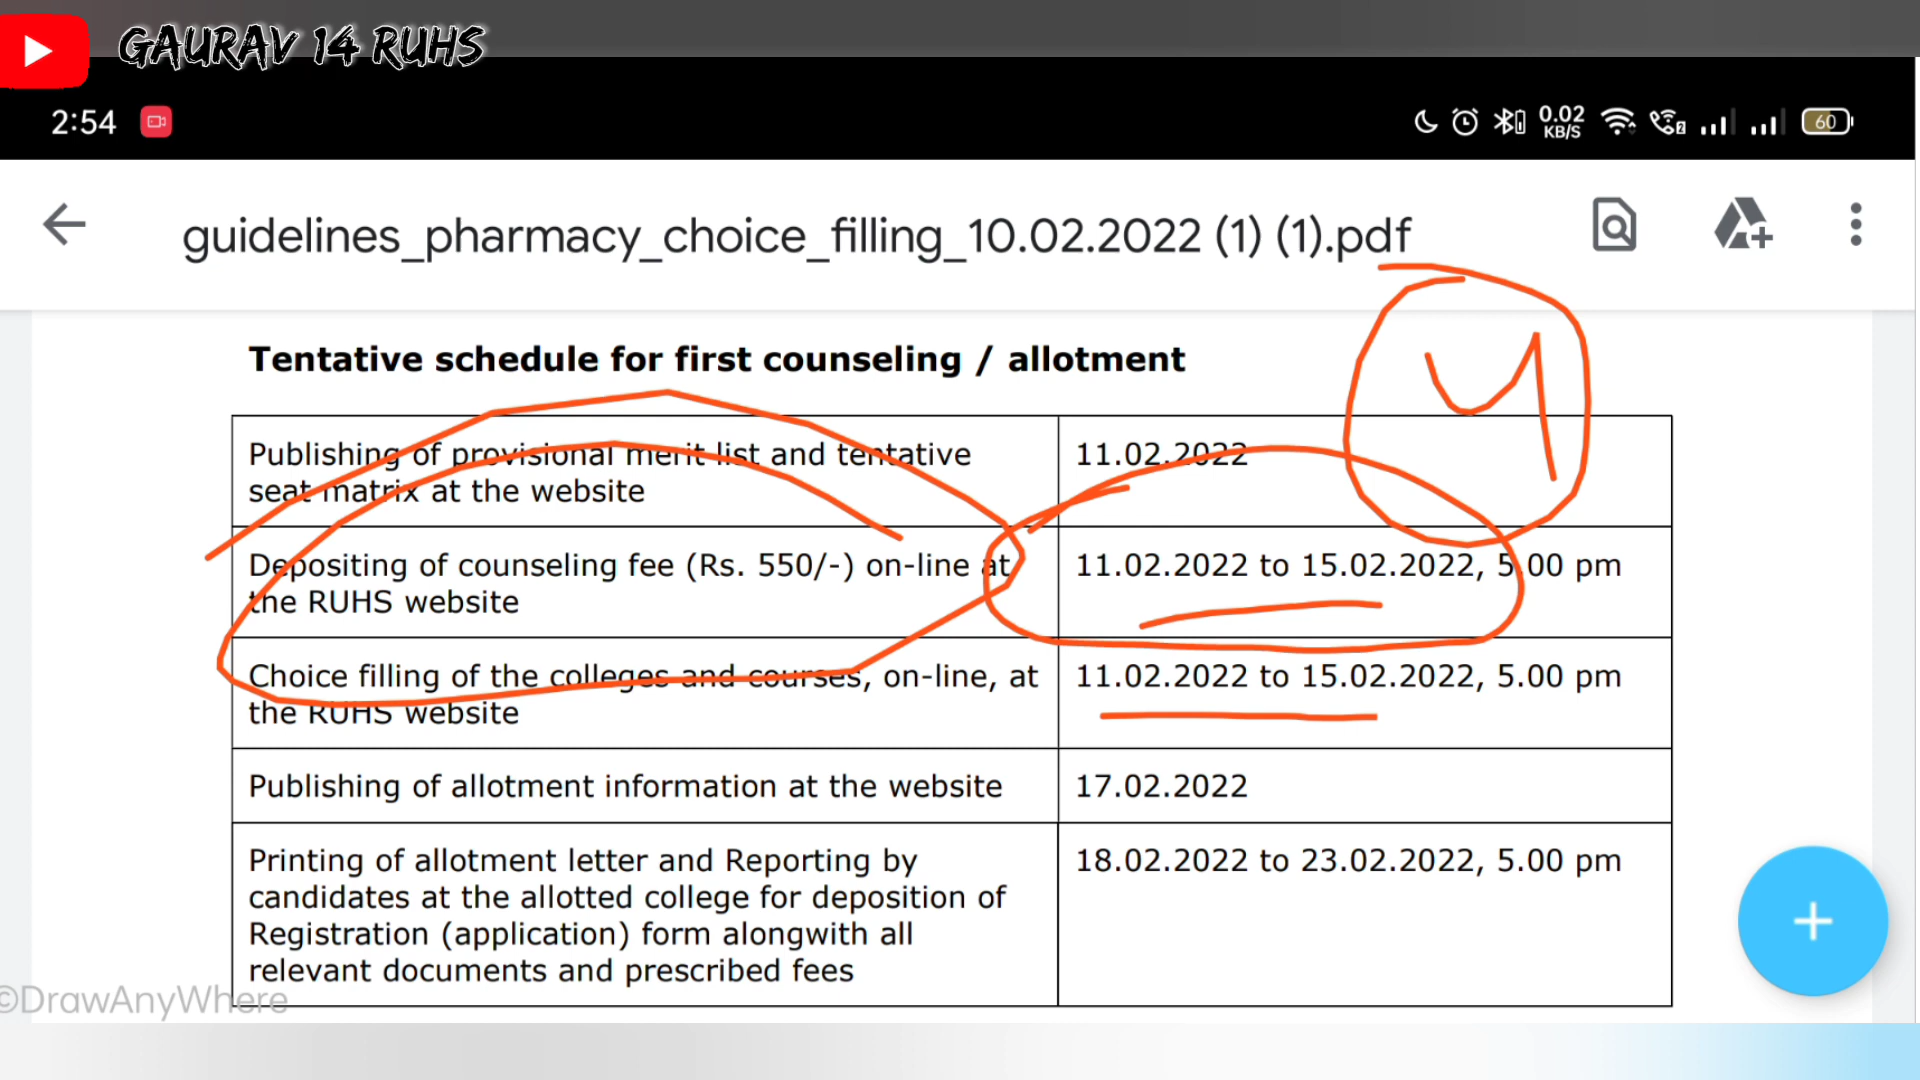 GAURAV 14 RUHS
2:54
0.02
KB/S
2
60
guidelines_pharmacy_choice_filling_10.02.2022 (1) (1).pdf
Tentative schedule for first counseling / allotment
Publishing of provisional merit list and tentative
seat matrix at the website
11.02.2022
Depositing of counseling fee (Rs. 550/-) on-line at
the RUHS website
11.02.2022 to 15.02.2022, 5.00 pm
Choice filling of the colleges and courses, on-line, at
the RUHS website
11.02.2022 to 15.02.2022, 5.00 pm
Publishing of allotment information at the website
17.02.2022
Printing of allotment letter and Reporting by
candidates at the allotted college for deposition of
Registration (application) form alongwith all
relevant documents and prescribed fees
18.02.2022 to 23.02.2022, 5.00 pm
©DrawAnyWhere